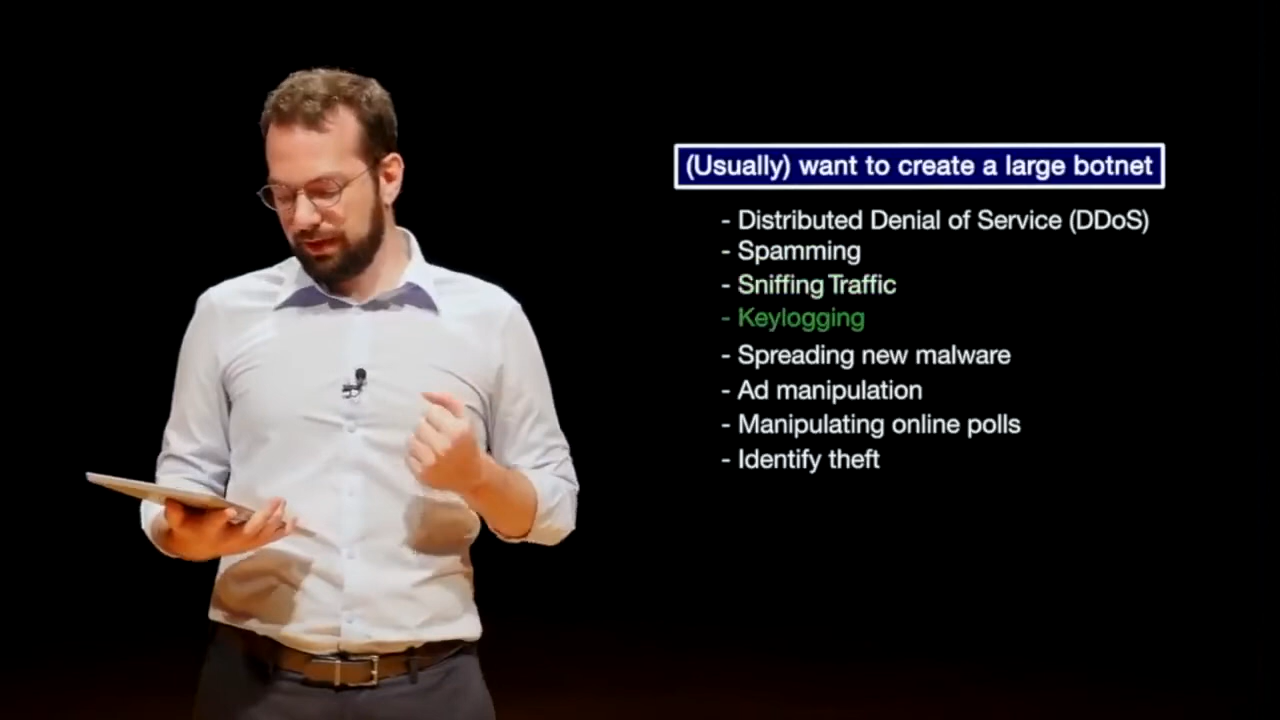 (Usually) want to create a large botnet
- Distributed Denial of Service (DDoS)
- Spamming
- Sniffing Traffic
- Keylogging
- Spreading new malware
- Ad manipulation
- Manipulating online polls
- Identify theft